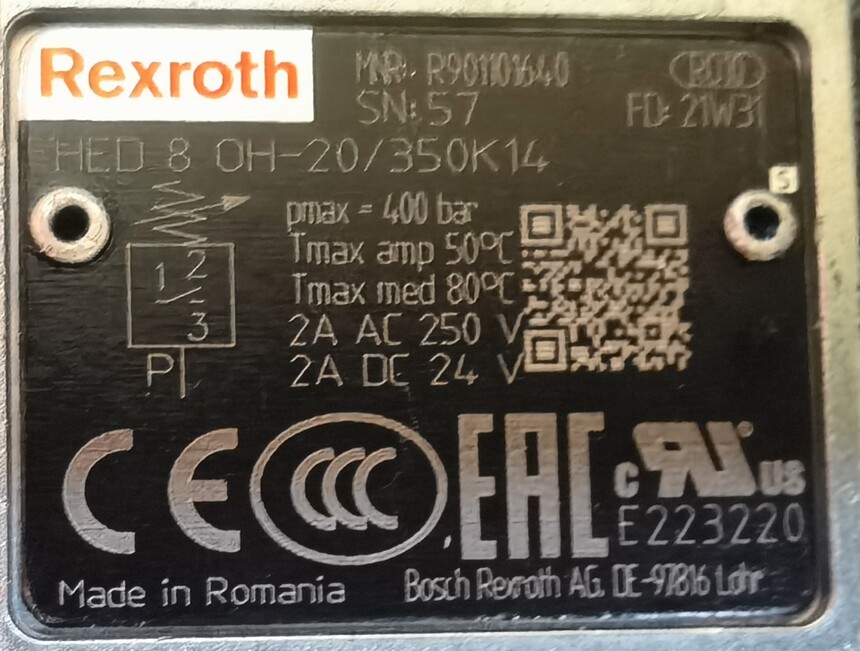 Rexroth
MNR: R901101640
SN: 57
FD: 21W31
HED 8 OH-20/350K14
S
pmax = 400 bar
Tmax amp 50°C
Tmax med 80°C
2A AC 250 V
2A DC 24 V
1 2
3
P
CE
CCC
EAC
c RU us
E223220
Made in Romania
Bosch Rexroth AG. DE-97816 Lohr